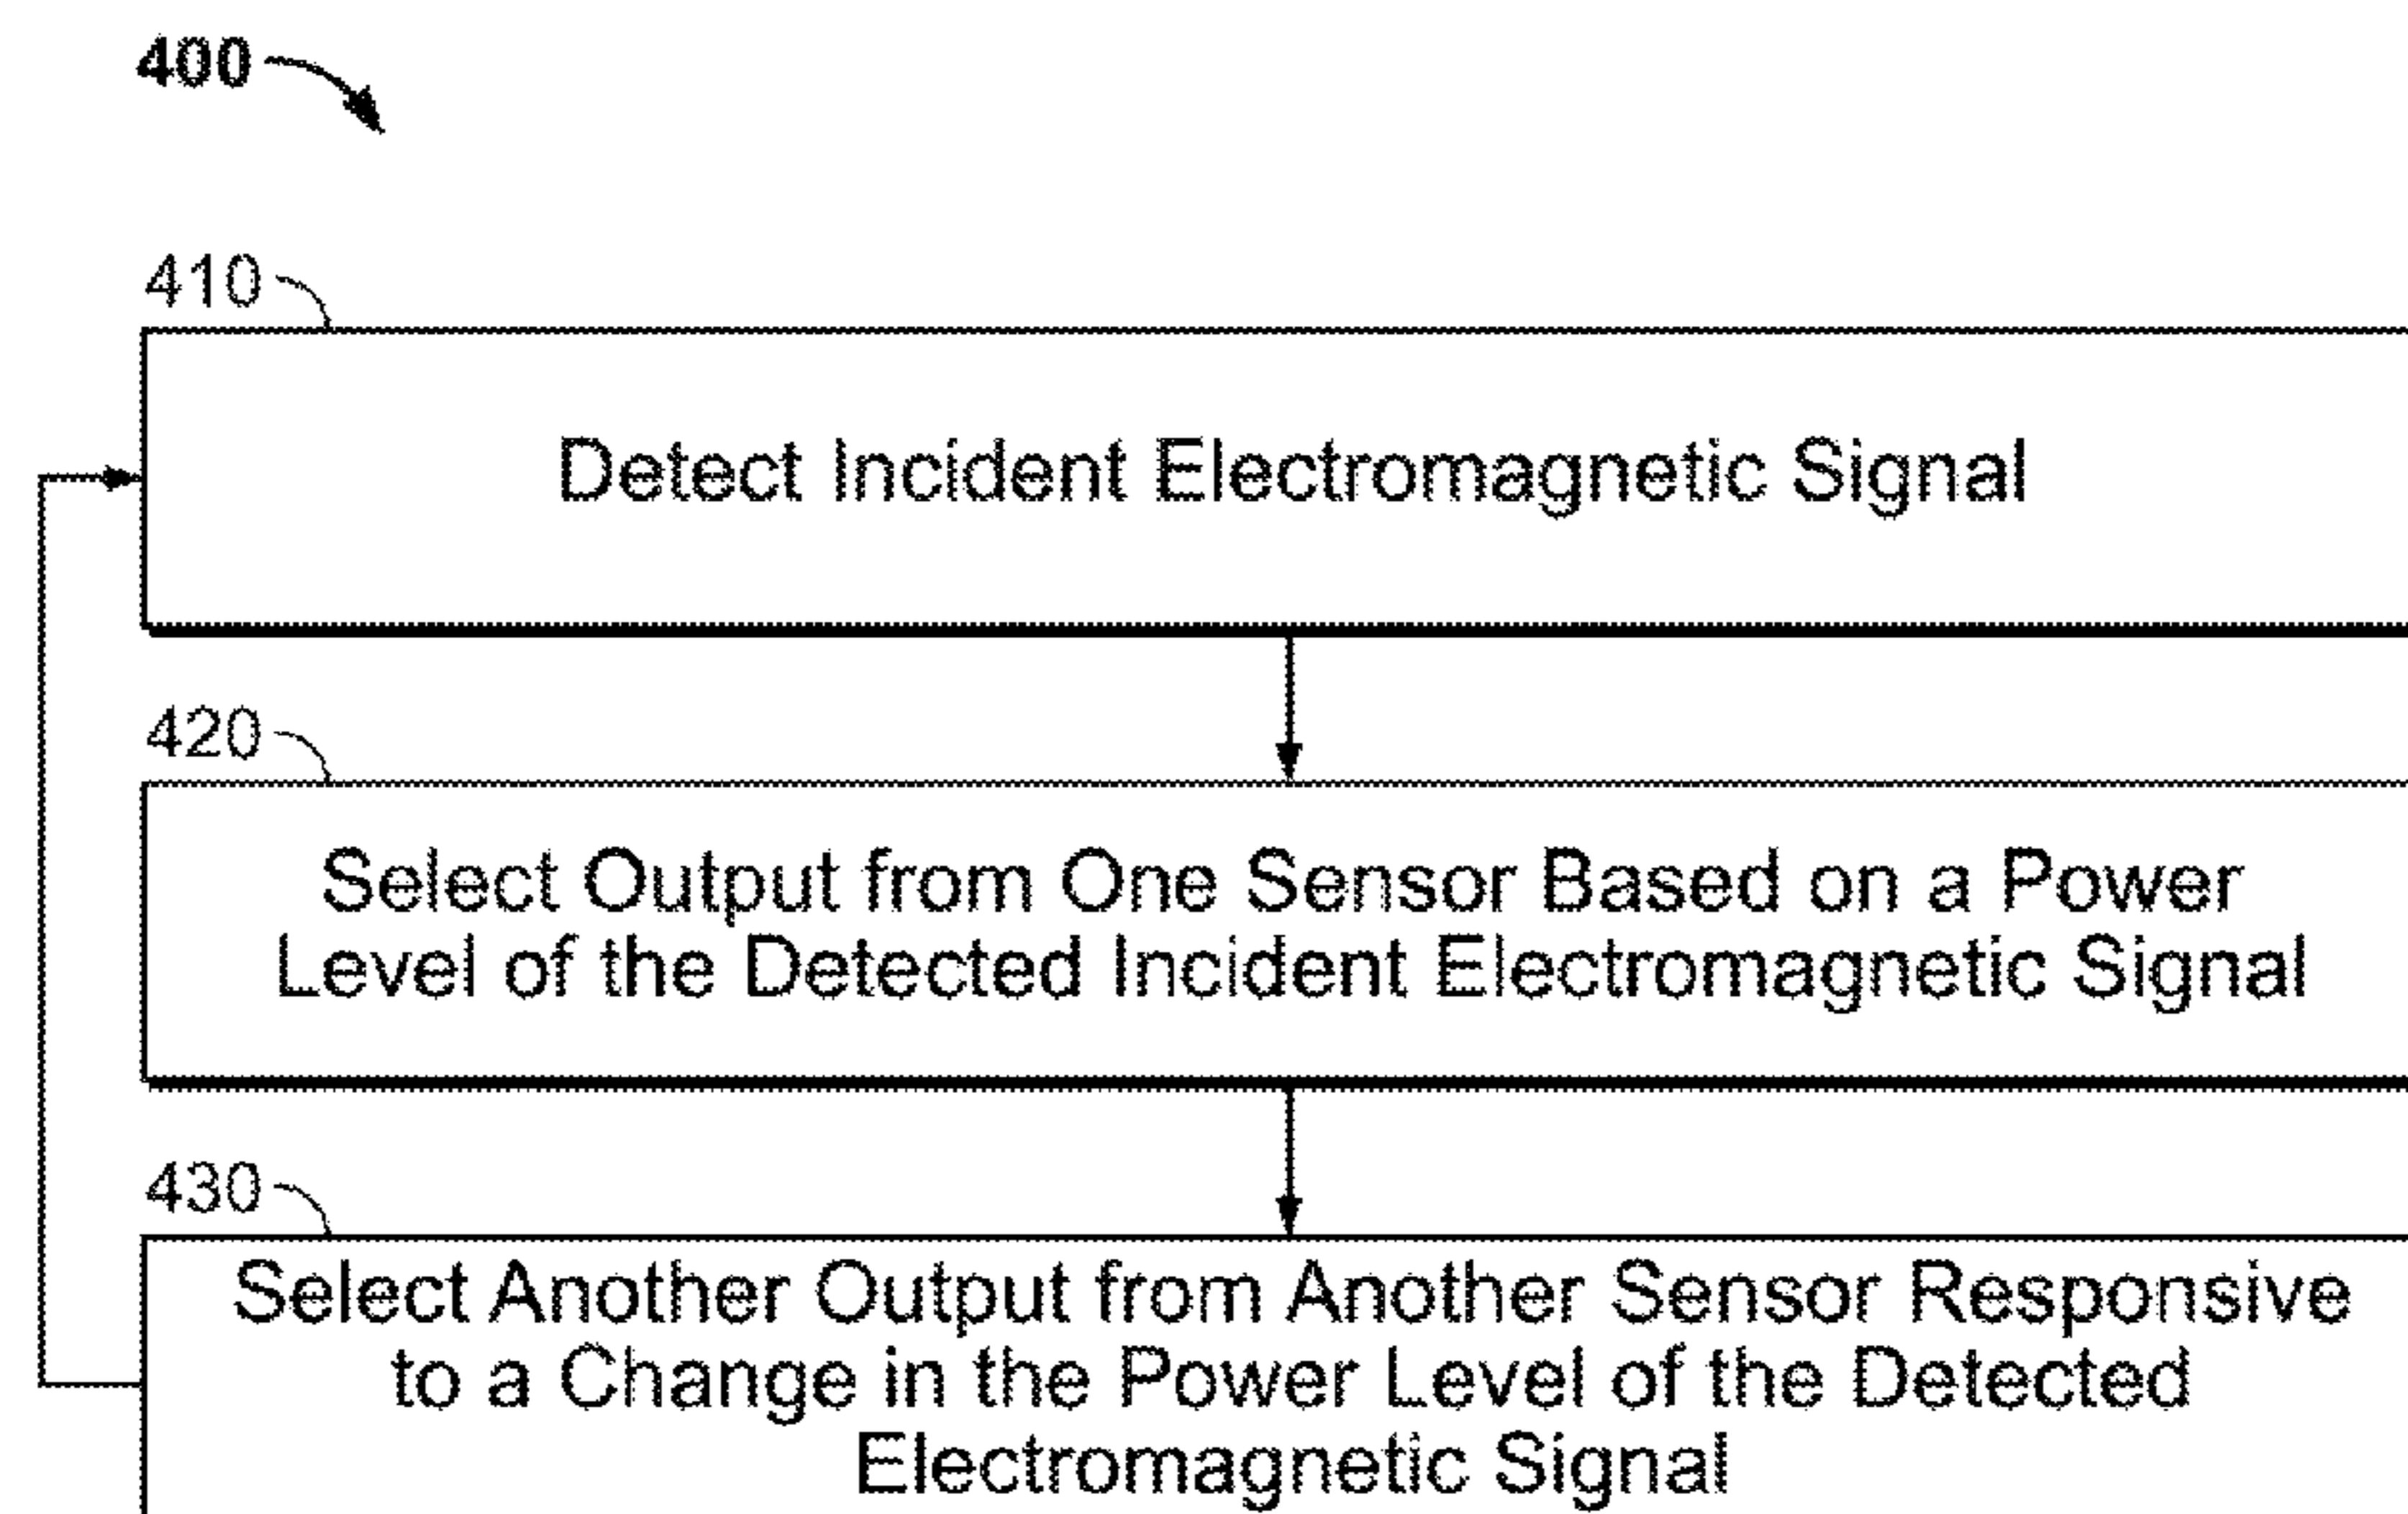 400
410
Detect Incident Electromagnetic Signal
420
Select Output from One Sensor Based on a Power
Level of the Detected Incident Electromagnetic Signal
430
Select Another Output from Another Sensor Responsive
to a Change in the Power Level of the Detected
Electromagnetic Signal